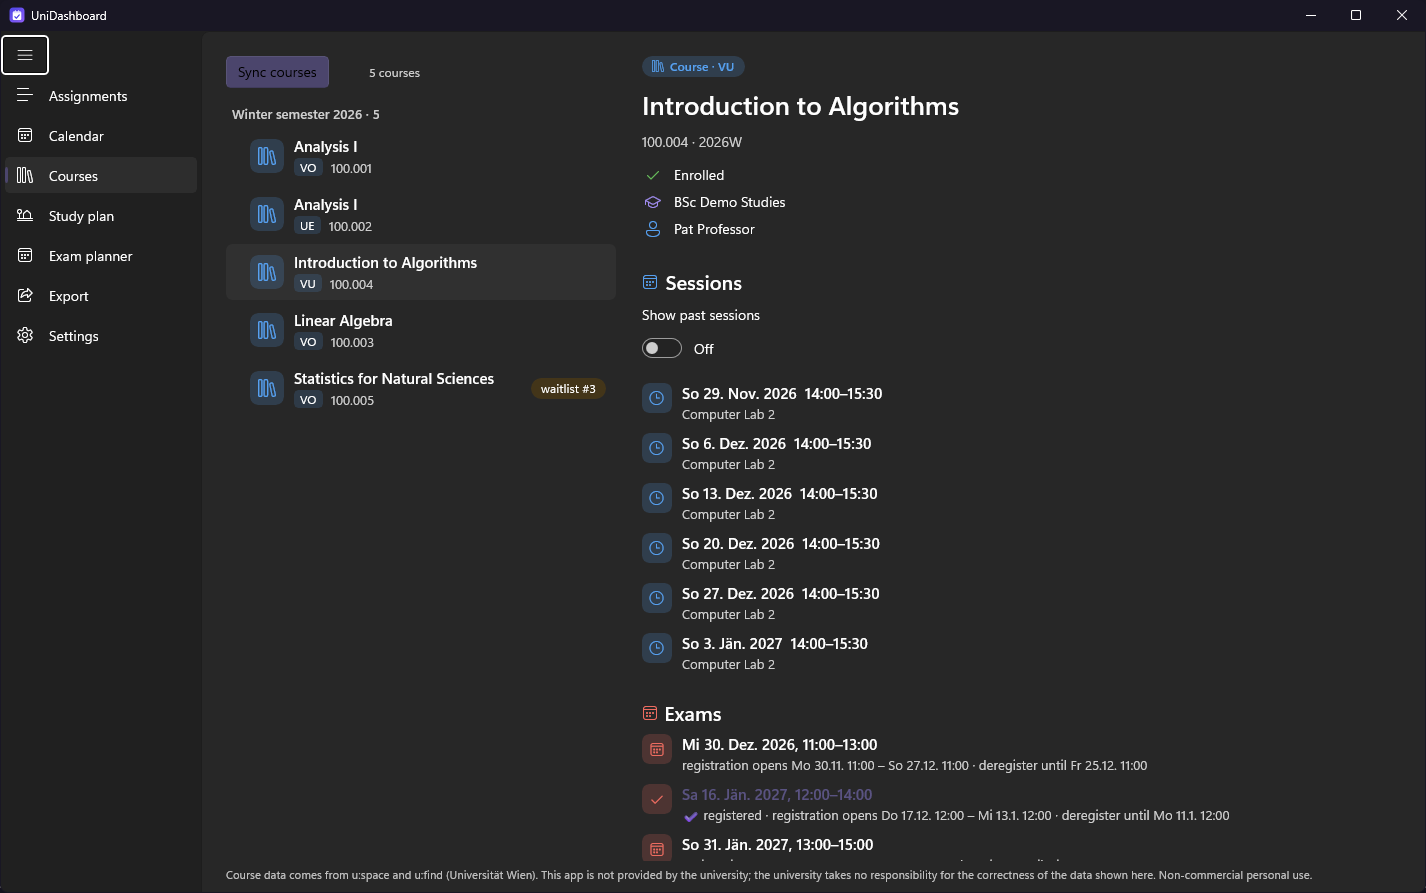 UniDashboard
Assignments
Calendar
Courses
Study plan
Exam planner
Export
Settings
Sync courses
5 courses
Winter semester 2026 · 5
Analysis I
VO 100.001
Analysis I
UE 100.002
Introduction to Algorithms
VU 100.004
Linear Algebra
VO 100.003
Statistics for Natural Sciences
VO 100.005
waitlist #3
Course · VU
Introduction to Algorithms
100.004 · 2026W
Enrolled
BSc Demo Studies
Pat Professor
Sessions
Show past sessions
Off
So 29. Nov. 2026 14:00–15:30
Computer Lab 2
So 6. Dez. 2026 14:00–15:30
Computer Lab 2
So 13. Dez. 2026 14:00–15:30
Computer Lab 2
So 20. Dez. 2026 14:00–15:30
Computer Lab 2
So 27. Dez. 2026 14:00–15:30
Computer Lab 2
So 3. Jän. 2027 14:00–15:30
Computer Lab 2
Exams
Mi 30. Dez. 2026, 11:00–13:00
registration opens Mo 30.11. 11:00 – So 27.12. 11:00 · deregister until Fr 25.12. 11:00
Sa 16. Jän. 2027, 12:00–14:00
registered · registration opens Do 17.12. 12:00 – Mi 13.1. 12:00 · deregister until Mo 11.1. 12:00
So 31. Jän. 2027, 13:00–15:00
Course data comes from u:space and u:find (Universität Wien). This app is not provided by the university; the university takes no responsibility for the correctness of the data shown here. Non-commercial personal use.